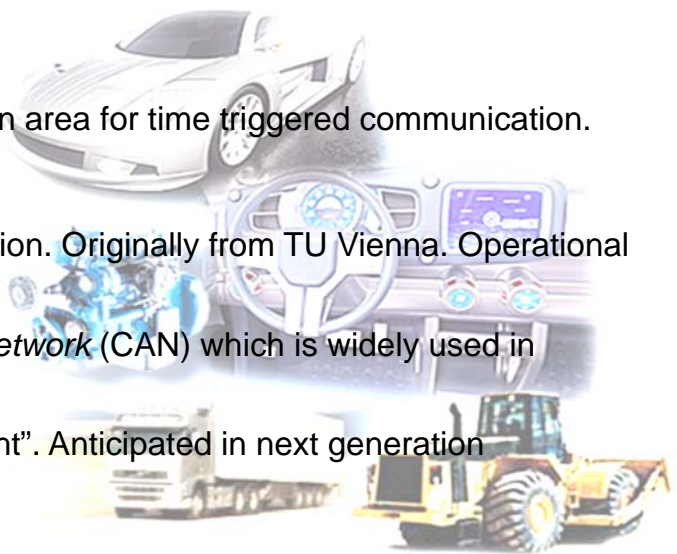 n area for time triggered communication.
ion. Originally from TU Vienna. Operational
etwork (CAN) which is widely used in
nt”. Anticipated in next generation